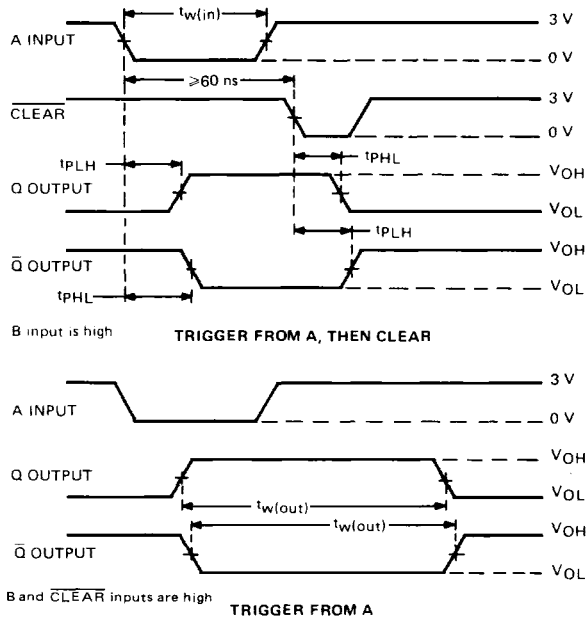 tw(in)
3 V
A INPUT
0 V
⩾60 ns
3 V
C̅L̅E̅A̅R̅
0 V
tPLH
tPHL
VOH
Q OUTPUT
VOL
tPLH
VOH
Q̅ OUTPUT
tPHL
VOL
B input is high
TRIGGER FROM A, THEN CLEAR
3 V
A INPUT
0 V
VOH
Q OUTPUT
VOL
tw(out)
tw(out)
VOH
Q̅ OUTPUT
VOL
B and C̅L̅E̅A̅R̅ inputs are high
TRIGGER FROM A